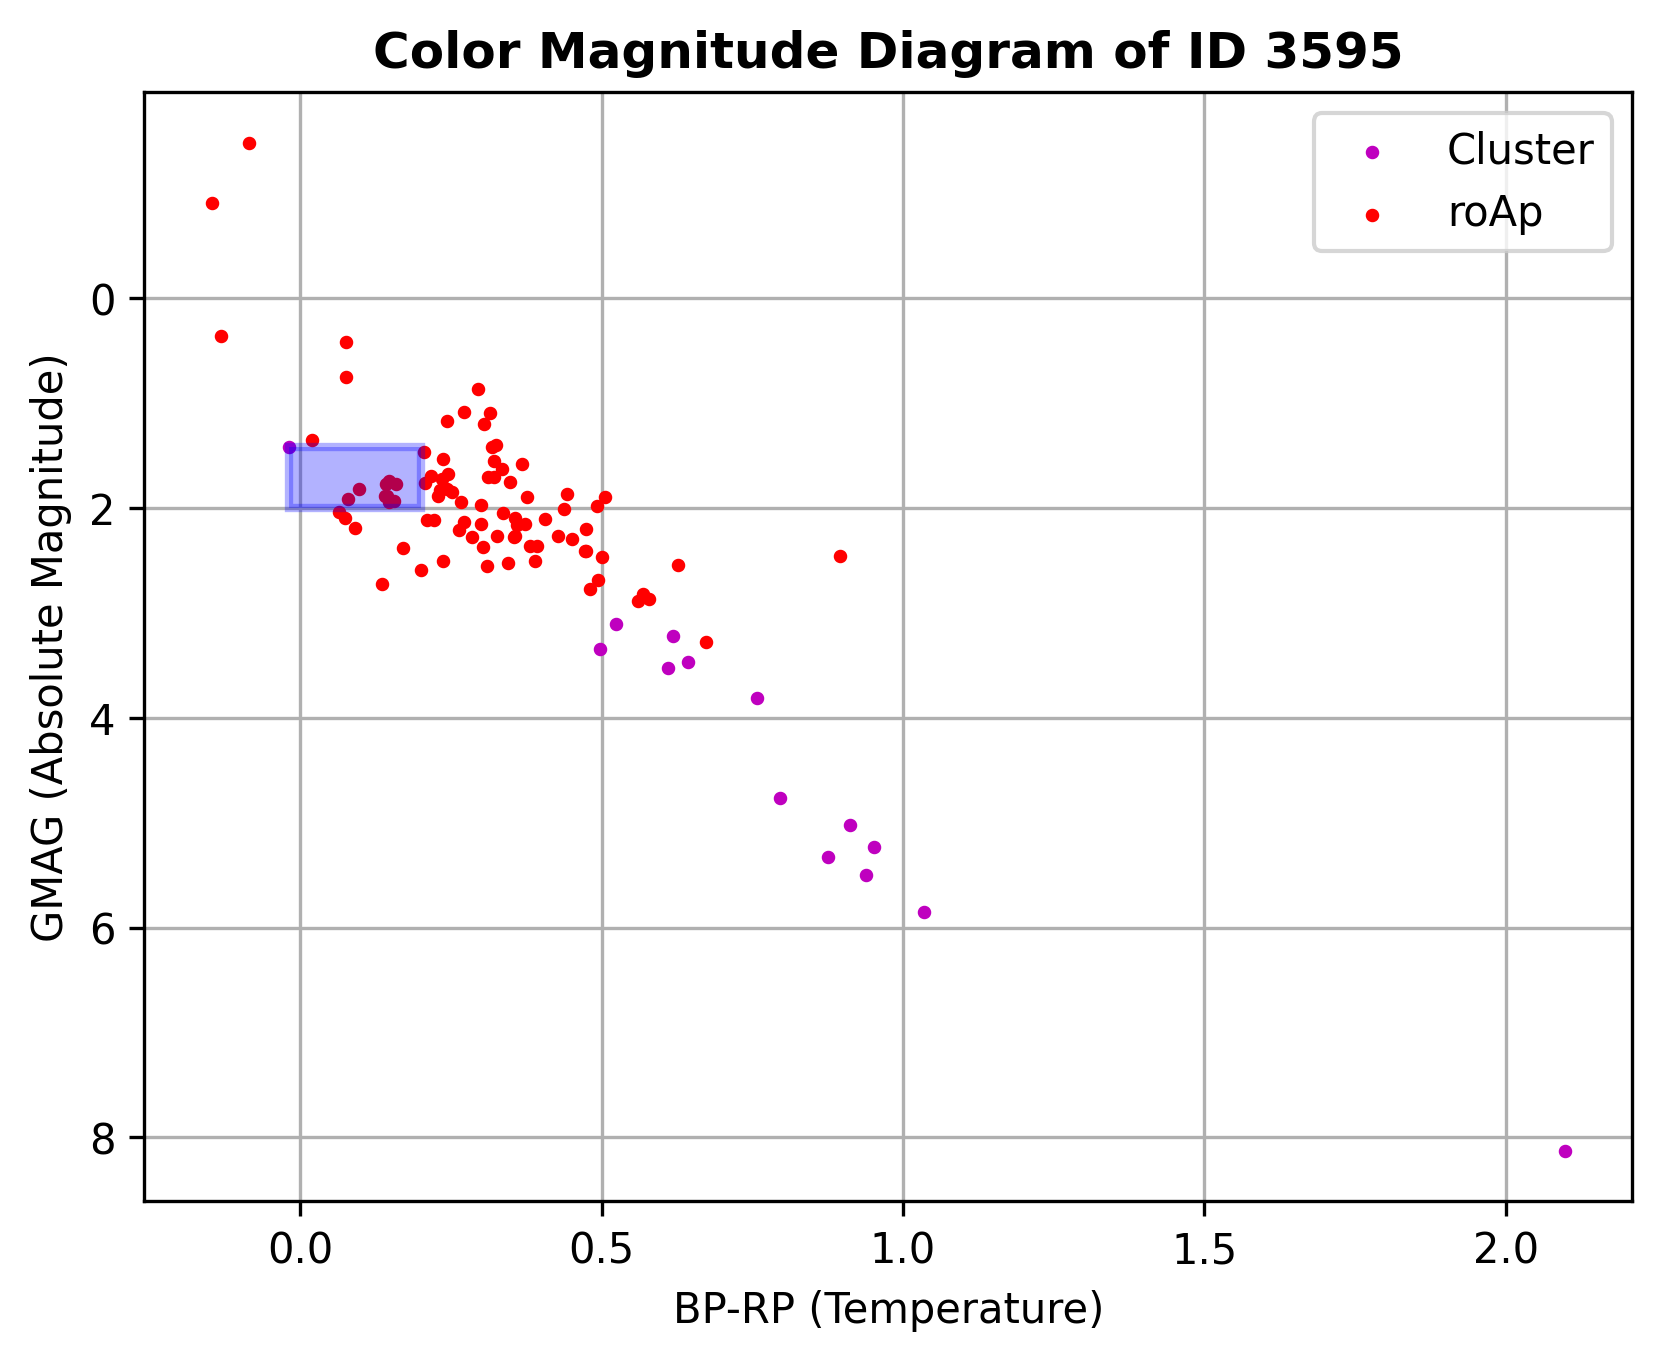 Color Magnitude Diagram of ID 3595
Cluster
roAp
GMAG (Absolute Magnitude)
0
2
4
6
8
0.0 0.5 1.0 1.5 2.0
BP-RP (Temperature)